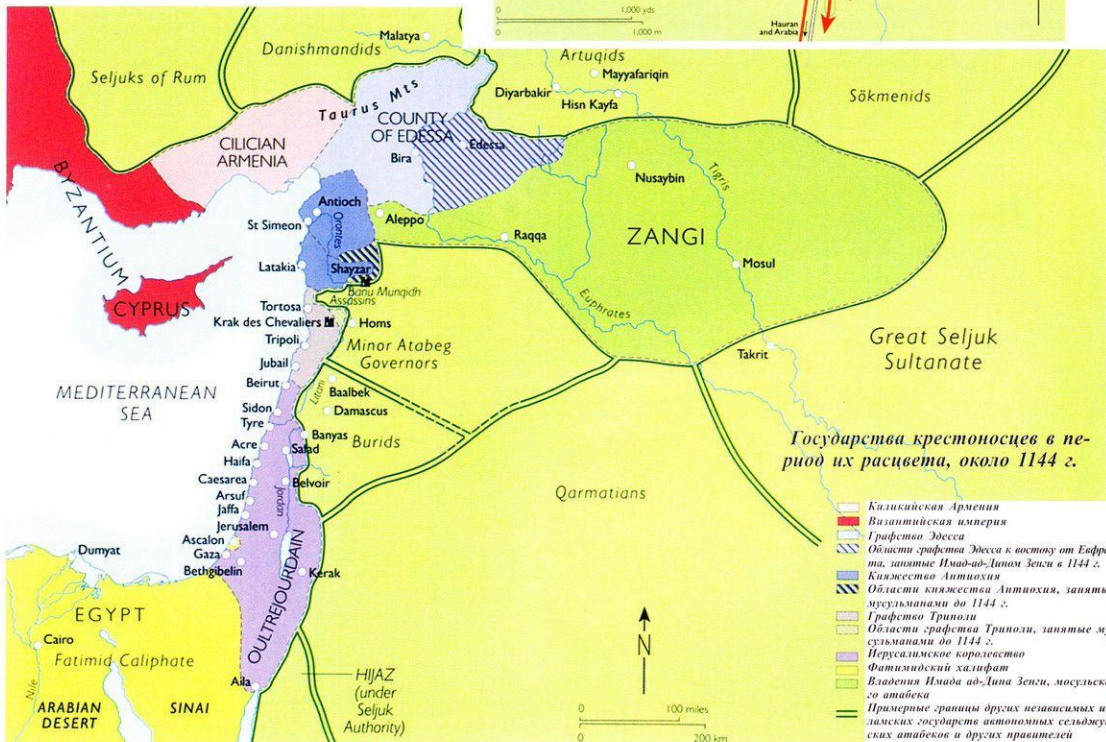 0 1,000 yds
0 1,000 m
Hauran
and Arabia
Malatya
Danishmandids
Artuqids
Seljuks of Rum
Mayyafariqin
Diyarbakir
Hisn Kayfa
Sökmenids
Taurus Mts
COUNTY
OF EDESSA
CILICIAN
ARMENIA
Edessa
Bira
Nusaybin
Tigris
BYZANTIUM
Antioch
Aleppo
St Simeon
Orontes
Raqqa
ZANGI
Latakia
Shayzar
Mosul
Banu Munqidh
Assassins
CYPRUS
Tortosa
Krak des Chevaliers
Homs
Euphrates
Tripoli
Minor Atabeg
Governors
Great Seljuk
Sultanate
Takrit
Jubail
Beirut
Litani
Baalbek
MEDITERRANEAN
SEA
Damascus
Sidon
Tyre
Banyas
Burids
Acre
Safad
Haifa
Государства крестоносцев в пе-
риод их расцвета, около 1144 г.
Caesarea
Belvoir
Arsuf
Jordan
Qarmatians
Jaffa
Jerusalem
Ascalon
Gaza
Bethgibelin
Kerak
Dumyat
OULTREJOURDAIN
EGYPT
Cairo
Fatimid Caliphate
Nile
Aila
ARABIAN
DESERT
SINAI
HIJAZ
(under
Seljuk
Authority)
N
0 100 miles
0 200 km
Киликийская Армения
Византийская империя
Графство Эдесса
Области графства Эдесса к востоку от Евфра
та, занятые Имад-ад-Дином Зенги в 1144 г.
Княжество Антиохия
Области княжества Антиохия, заняты
мусульманами до 1144 г.
Графство Триполи
Области графства Триполи, занятые му
сульманами до 1144 г.
Иерусалимское королевство
Фатимидский халифат
Владения Имада ад-Дина Зенги, мосульско
го атабека
Примерные границы других независимых и
ламских государств автономных сельджу
ских атабеков и других правителей